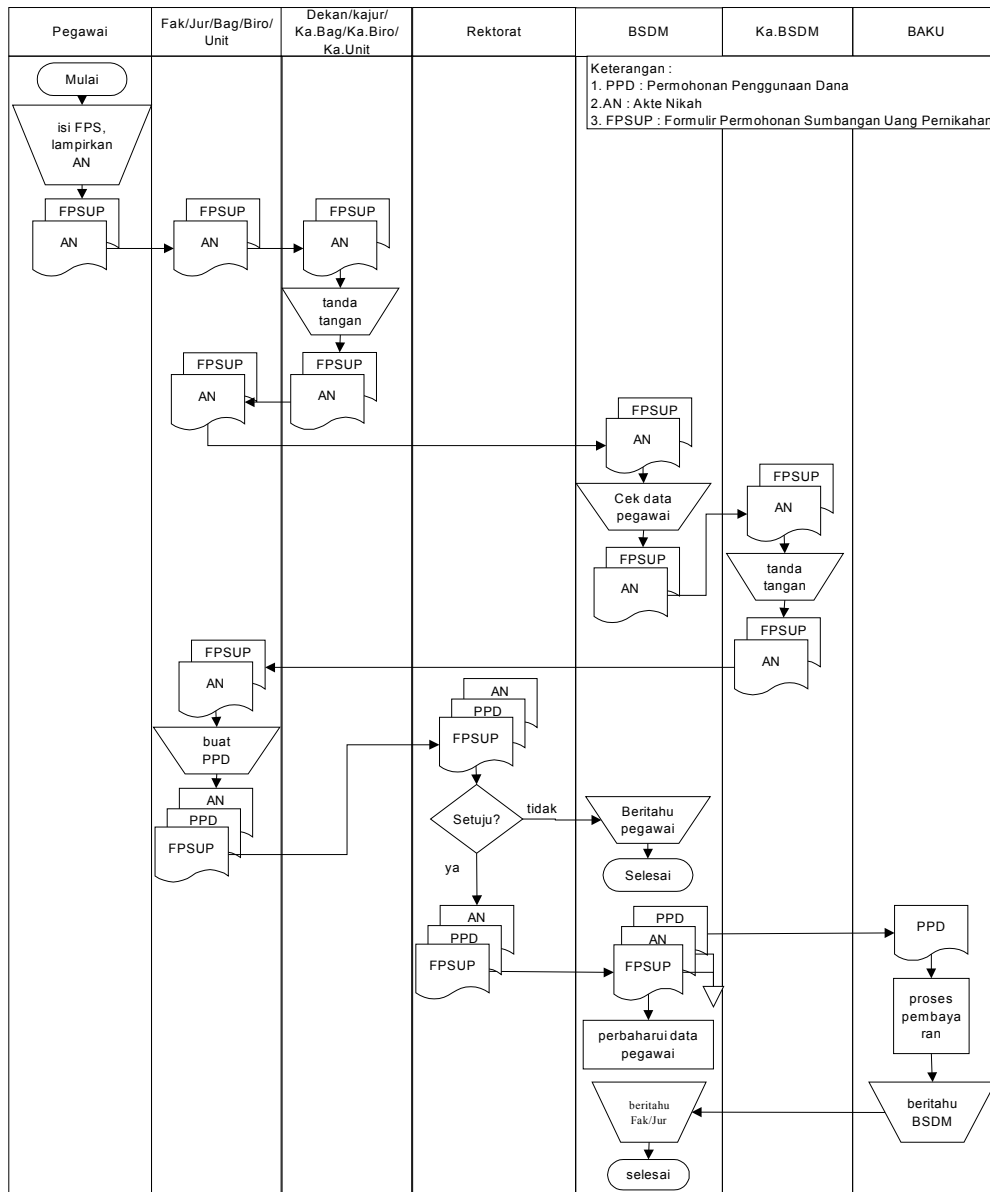 Pegawai
Fak/Jur/Bag/Biro/
Unit
Dekan/kajur/
Ka.Bag/Ka.Biro/
Ka.Unit
Rektorat
BSDM
Ka.BSDM
BAKU
Keterangan :
1. PPD : Permohonan Penggunaan Dana
2.AN : Akte Nikah
3. FPSUP : Formulir Permohonan Sumbangan Uang Pernikahan
Mulai
isi FPS,
lampirkan
AN
FPSUP
AN
FPSUP
AN
FPSUP
AN
tanda
tangan
FPSUP
AN
FPSUP
AN
FPSUP
AN
Cek data
pegawai
FPSUP
AN
FPSUP
AN
tanda
tangan
FPSUP
AN
FPSUP
AN
buat
PPD
AN
PPD
FPSUP
AN
PPD
FPSUP
Setuju?
tidak
ya
Beritahu
pegawai
Selesai
AN
PPD
FPSUP
PPD
AN
FPSUP
PPD
perbaharui data
pegawai
proses
pembaya
ran
beritahu
BSDM
beritahu
Fak/Jur
selesai